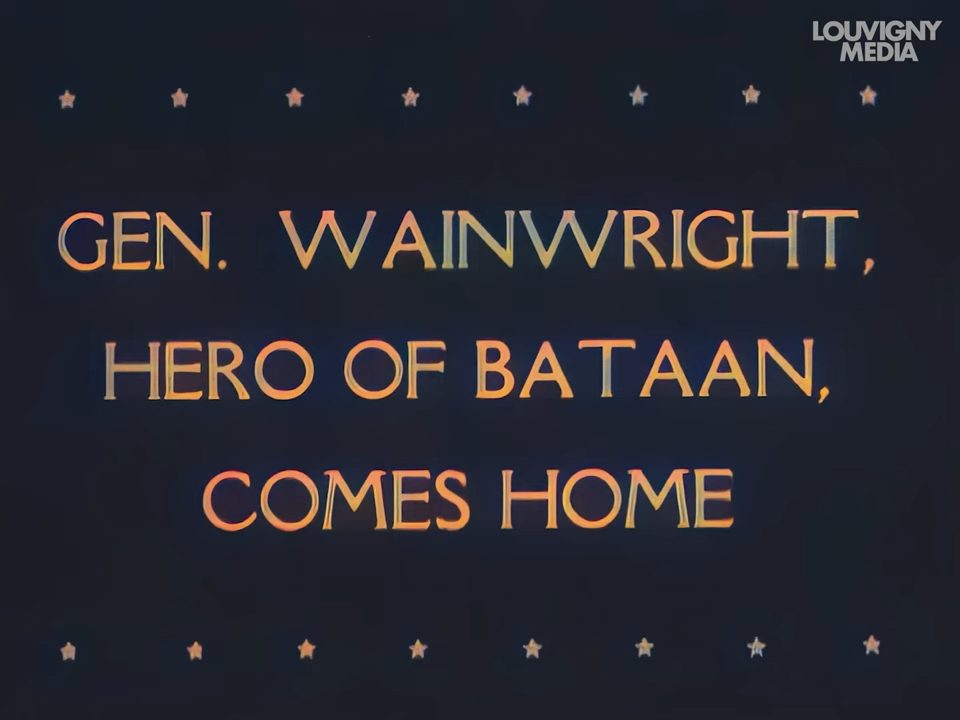 LOUVIGNY
MEDIA
GEN. WAINWRIGHT,
HERO OF BATAAN,
COMES HOME